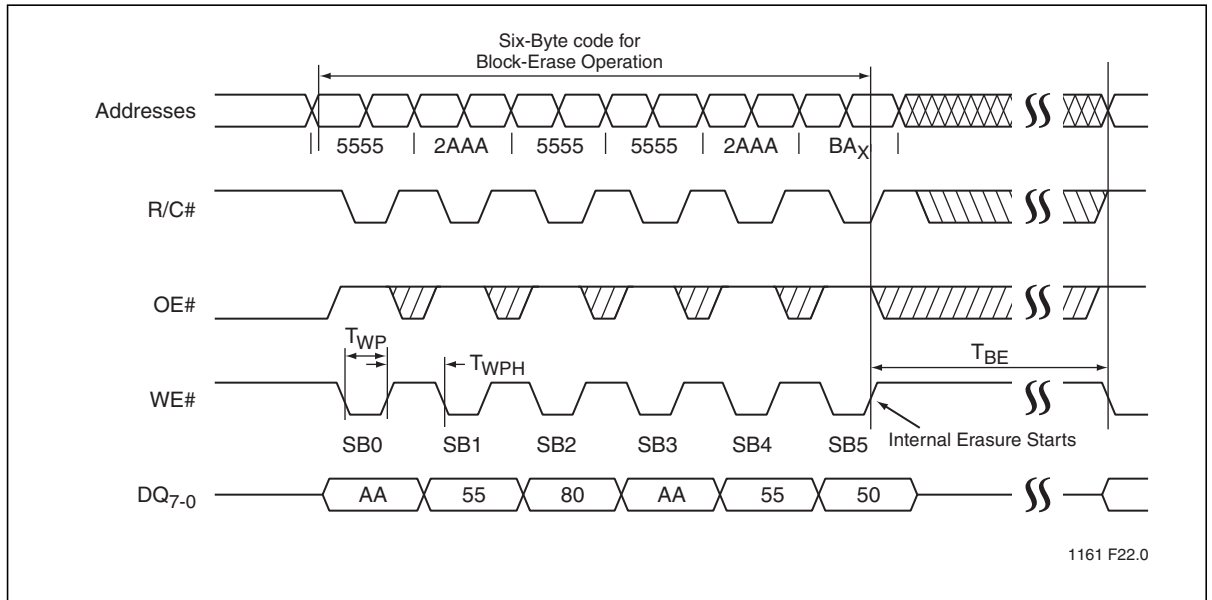 Six-Byte code for
Block-Erase Operation
Addresses
5555 2AAA 5555 5555 2AAA BAX
R/C#
OE#
TWP
TWPH
TBE
WE#
Internal Erasure Starts
SB0 SB1 SB2 SB3 SB4 SB5
DQ7-0
AA 55 80 AA 55 50
1161 F22.0